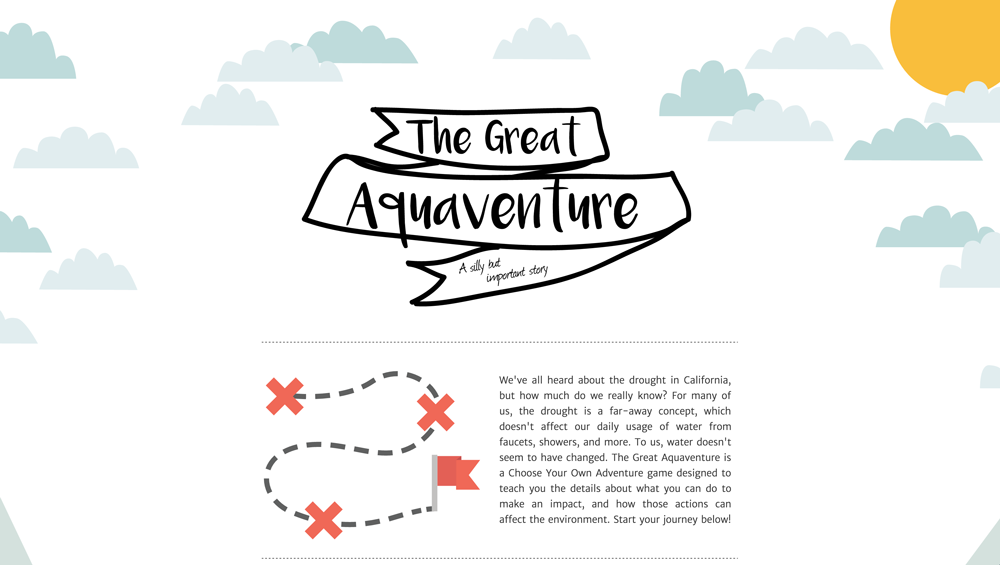 The Great
Aquaventure
A silly but
important story
We've all heard about the drought in California,
but how much do we really know? For many of
us, the drought is a far-away concept, which
doesn't affect our daily usage of water from
faucets, showers, and more. To us, water doesn't
seem to have changed. The Great Aquaventure is
a Choose Your Own Adventure game designed to
teach you the details about what you can do to
make an impact, and how those actions can
affect the environment. Start your journey below!